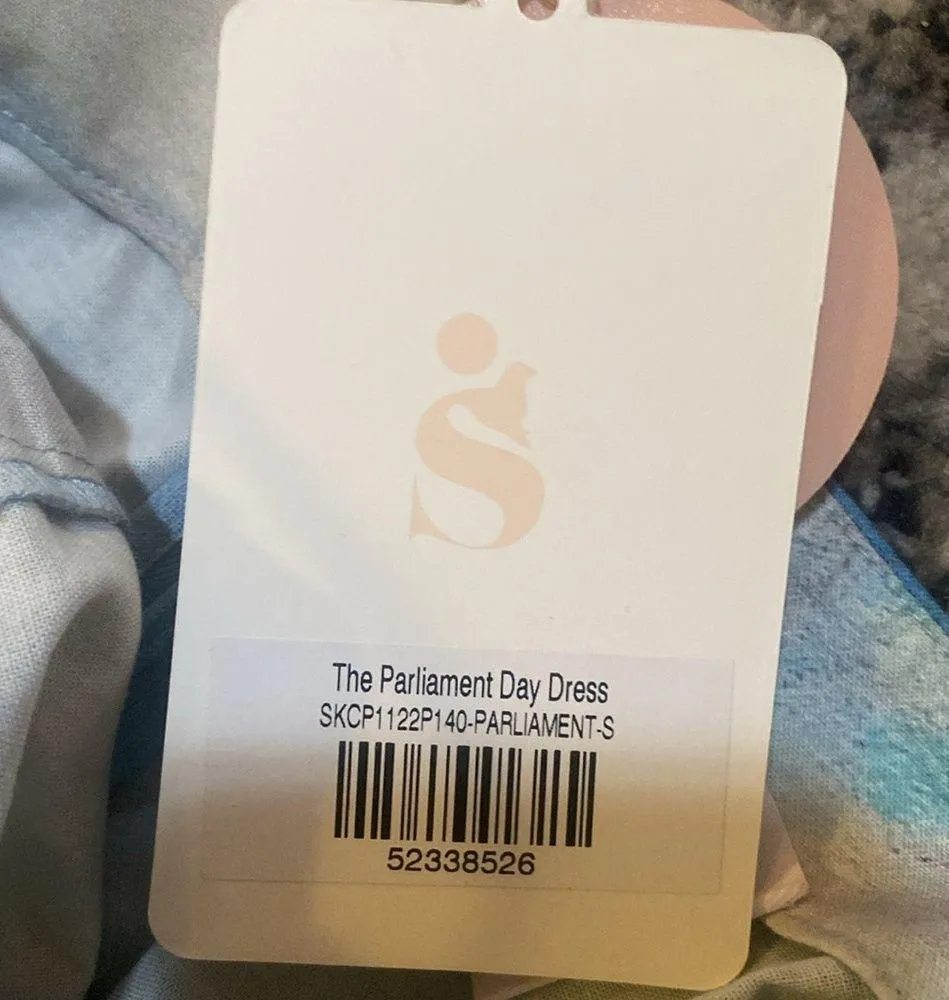 The Parliament Day Dress
SKCP1122P140-PARLIAMENT-S
52338526